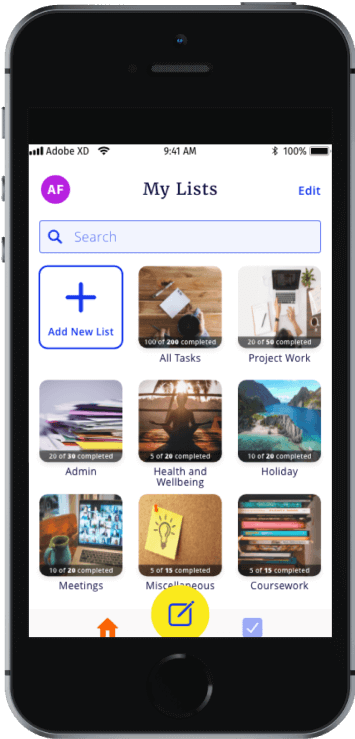 Adobe XD 9:41 AM 100%
AF My Lists Edit
Search
Add New List
100 of 200 completed
All Tasks
20 of 50 completed
Project Work
20 of 30 completed
Admin
5 of 20 completed
Health and
Wellbeing
10 of 20 completed
Holiday
10 of 20 completed
Meetings
5 of 15 completed
Miscellaneous
5 of 15 completed
Coursework